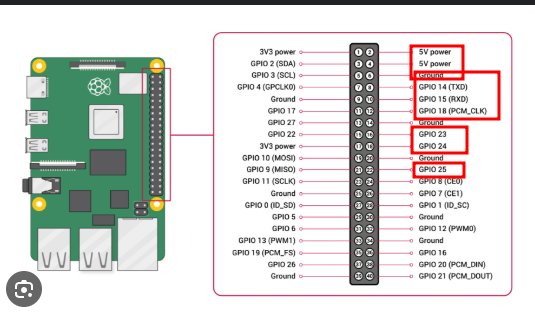 3V3 power 1 2 5V power
GPIO 2 (SDA) 3 4 5V power
GPIO 3 (SCL) 5 6 Ground
GPIO 4 (GPCLK0) 7 8 GPIO 14 (TXD)
Ground 9 10 GPIO 15 (RXD)
GPIO 17 11 12 GPIO 18 (PCM_CLK)
GPIO 27 13 14 Ground
GPIO 22 15 16 GPIO 23
3V3 power 17 18 GPIO 24
GPIO 10 (MOSI) 19 20 Ground
GPIO 9 (MISO) 21 22 GPIO 25
GPIO 11 (SCLK) 23 24 GPIO 8 (CE0)
Ground 25 26 GPIO 7 (CE1)
GPIO 0 (ID_SD) 27 28 GPIO 1 (ID_SC)
GPIO 5 29 30 Ground
GPIO 6 31 32 GPIO 12 (PWM0)
GPIO 13 (PWM1) 33 34 Ground
GPIO 19 (PCM_FS) 35 36 GPIO 16
GPIO 26 37 38 GPIO 20 (PCM_DIN)
Ground 39 40 GPIO 21 (PCM_DOUT)